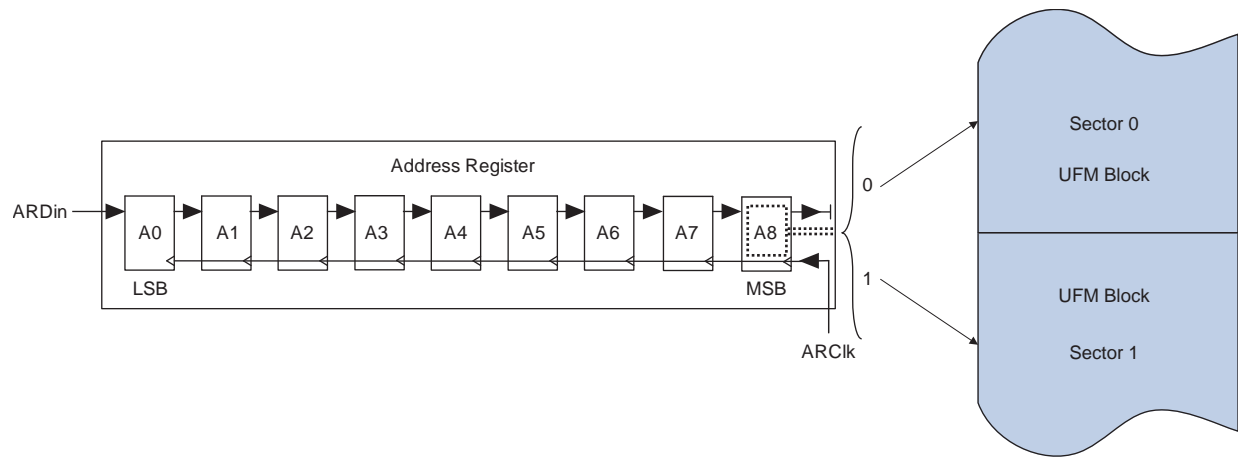 Address Register
ARDin
A0 A1 A2 A3 A4 A5 A6 A7 A8
LSB MSB
ARClk
0
1
Sector 0
UFM Block
UFM Block
Sector 1